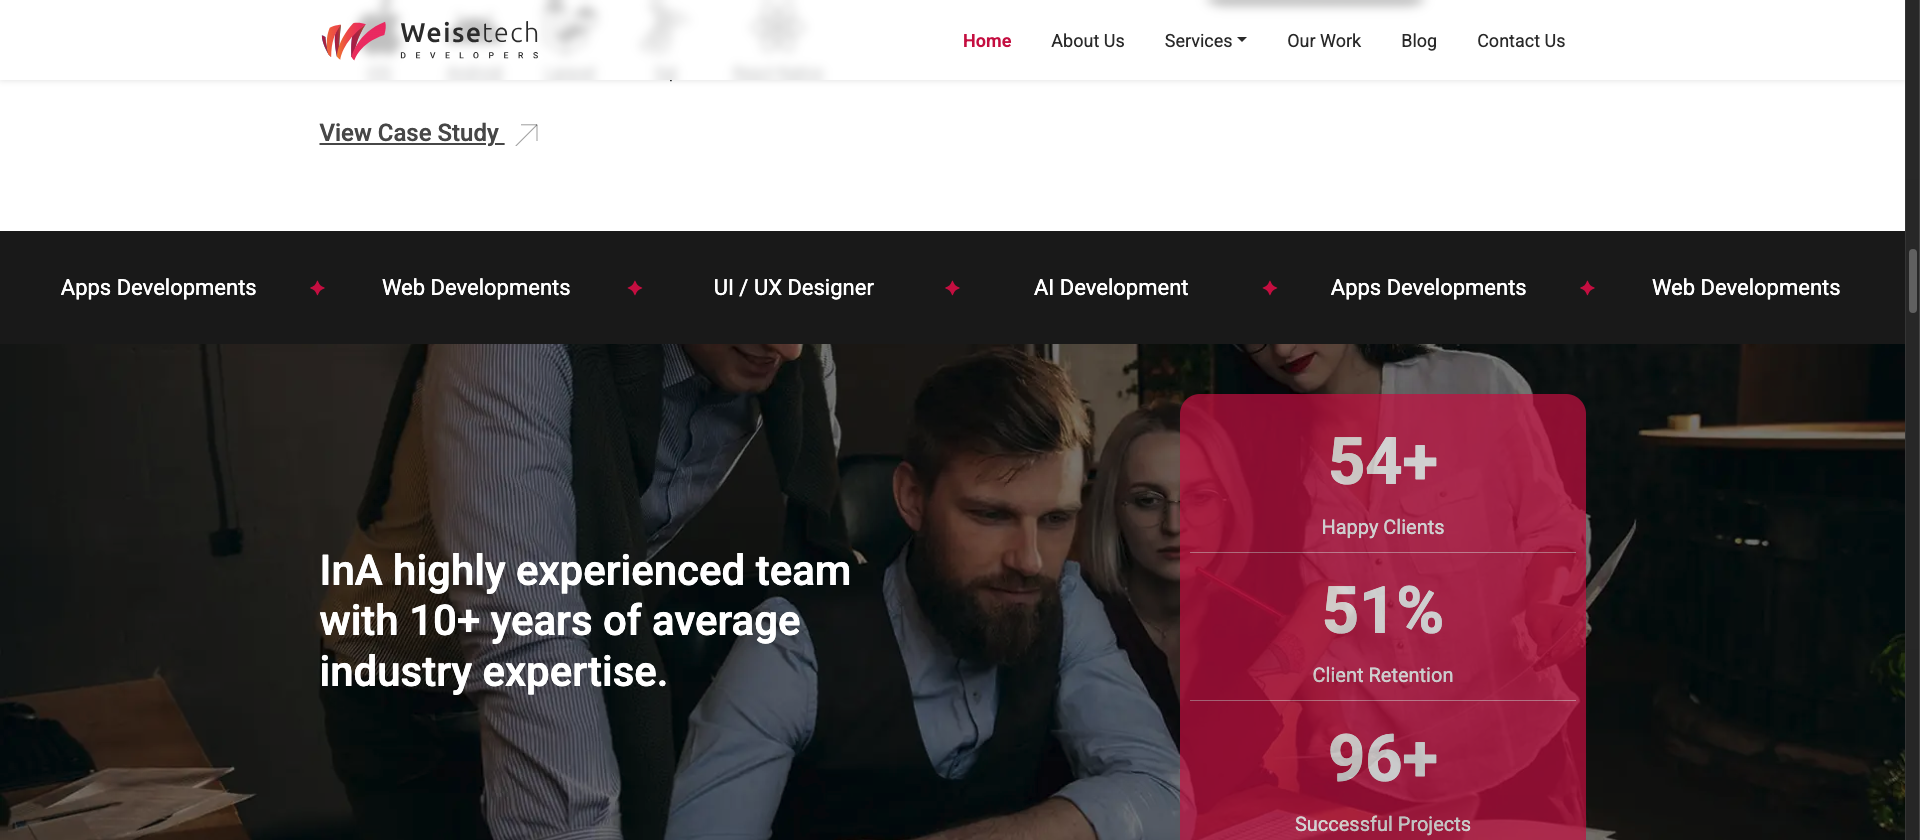 Weisetech
DEVELOPERS
Home
About Us
Services
Our Work
Blog
Contact Us
View Case Study
Apps Developments
Web Developments
UI / UX Designer
AI Development
Apps Developments
Web Developments
InA highly experienced team
with 10+ years of average
industry expertise.
54+
Happy Clients
51%
Client Retention
96+
Successful Projects